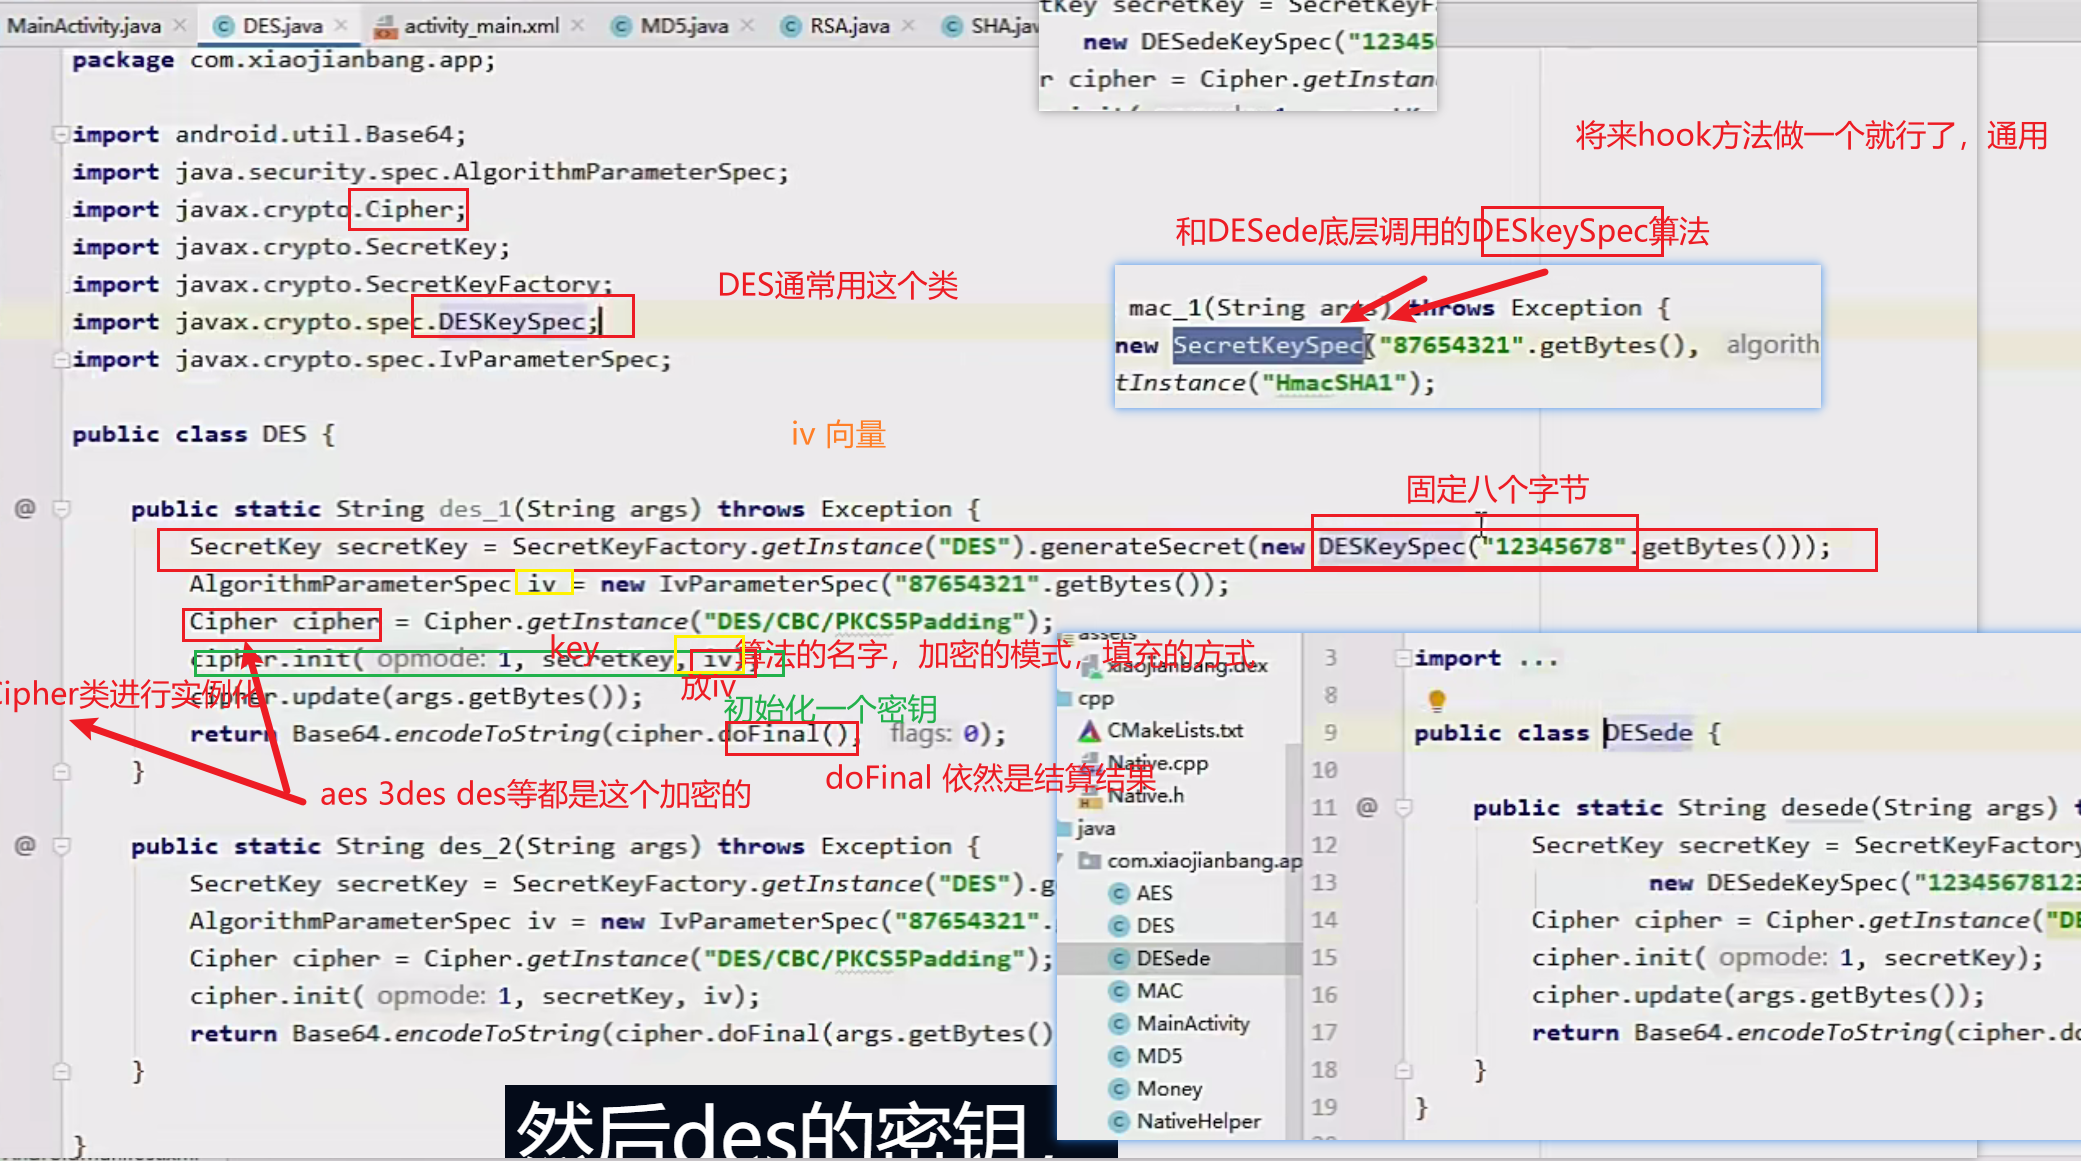 MainActivity.java
DES.java
activity_main.xml
MD5.java
RSA.java
SHA.jav
package com.xiaojianbang.app;
import android.util.Base64;
import java.security.spec.AlgorithmParameterSpec;
import javax.crypto.Cipher;
import javax.crypto.SecretKey;
import javax.crypto.SecretKeyFactory;
import javax.crypto.spec.DESKeySpec;
import javax.crypto.spec.IvParameterSpec;
public class DES {
public static String des_1(String args) throws Exception {
SecretKey secretKey = SecretKeyFactory.getInstance("DES").generateSecret(new DESKeySpec("12345678".getBytes()));
AlgorithmParameterSpec iv = new IvParameterSpec("87654321".getBytes());
Cipher cipher = Cipher.getInstance("DES/CBC/PKCS5Padding");
cipher.init( opmode: 1, secretKey, iv);
cipher.update(args.getBytes());
return Base64.encodeToString(cipher.doFinal(), flags: 0);
}
public static String des_2(String args) throws Exception {
SecretKey secretKey = SecretKeyFactory.getInstance("DES").g
AlgorithmParameterSpec iv = new IvParameterSpec("87654321".
Cipher cipher = Cipher.getInstance("DES/CBC/PKCS5Padding");
cipher.init( opmode: 1, secretKey, iv);
return Base64.encodeToString(cipher.doFinal(args.getBytes()
}
}
tKey secretKey = SecretKeyF
new DESedeKeySpec("12345
r cipher = Cipher.getInstan
将来hook方法做一个就行了，通用
和DESede底层调用的DESkeySpec算法
DES通常用这个类
mac_1(String args) throws Exception {
new SecretKeySpec("87654321".getBytes(), algorith
tInstance("HmacSHA1");
iv 向量
固定八个字节
key
算法的名字，加密的模式，填充的方式
放iv
Cipher类进行实例化
初始化一个密钥
doFinal 依然是结算结果
aes 3des des等都是这个加密的
assets
xiaojianbang.dex
cpp
CMakeLists.txt
Native.cpp
Native.h
java
com.xiaojianbang.ap
AES
DES
DESede
MAC
MainActivity
MD5
Money
NativeHelper
3 import ...
8
9 public class DESede {
10
11 @ public static String desede(String args) t
12 SecretKey secretKey = SecretKeyFactory
13 new DESedeKeySpec("1234567812
14 Cipher cipher = Cipher.getInstance("DE
15 cipher.init( opmode: 1, secretKey);
16 cipher.update(args.getBytes());
17 return Base64.encodeToString(cipher.do
18 }
19 }
然后des的密钥,